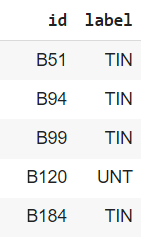 id label
B51 TIN
B94 TIN
B99 TIN
B120 UNT
B184 TIN